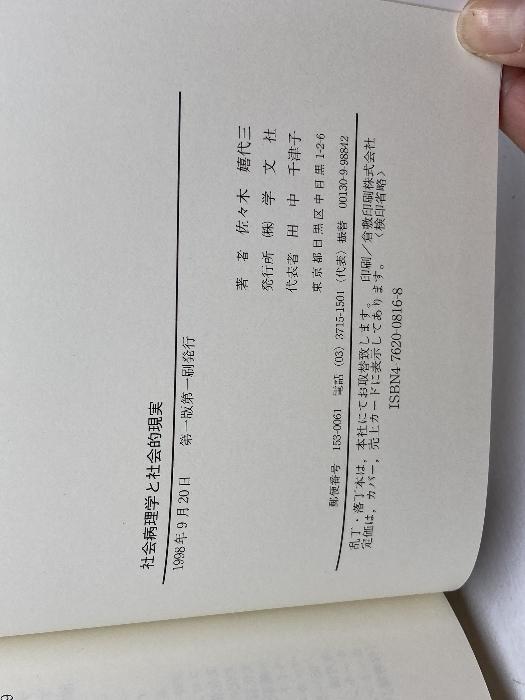 社会病理学と社会的現実
1998年9月20日　第一版第一刷発行
著　者　佐々木　嬉代三
発行所　㈱　学　文　社
代表者　田　中　千津子
東京都目黒区中目黒1-2-6
郵便番号　153-0061　電話（03）3715-1501（代表）振替　00130-9-98842
乱丁・落丁本は，本社にてお取替致します。　印刷／倉敷印刷株式会社
定価は，カバー，売上カードに表示してあります。　〈検印省略〉
ISBN4-7620-0816-8